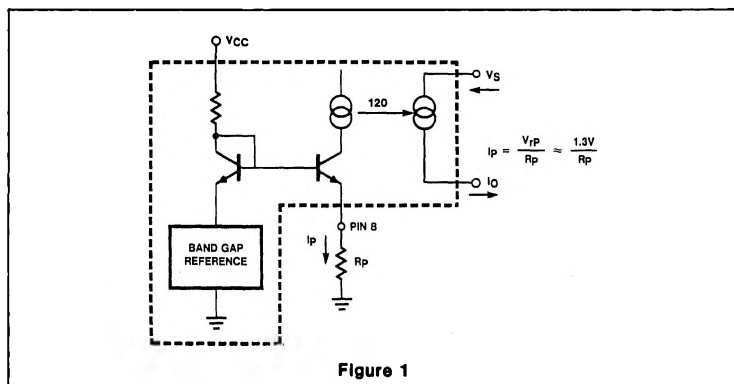 VCC
120
VS
IP = VrP / RP ≈ 1.3V / RP
IO
PIN 8
IP
RP
BAND GAP
REFERENCE
Figure 1